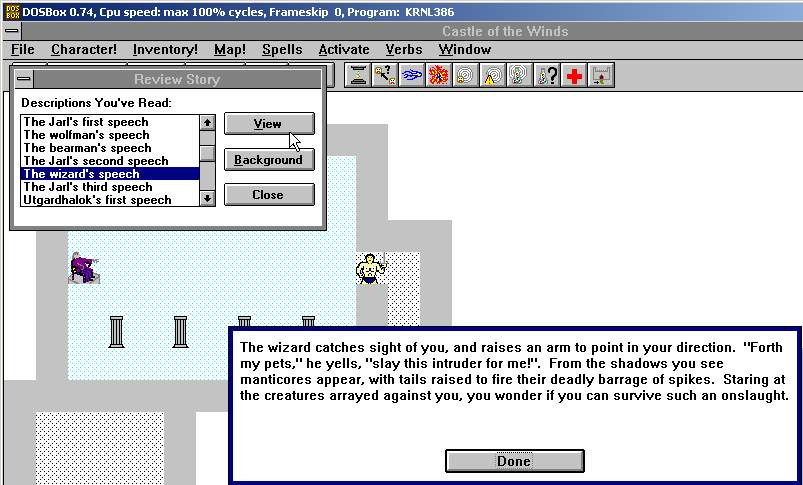 DOSBox 0.74, Cpu speed: max 100% cycles, Frameskip 0, Program: KRNL386
Castle of the Winds
File Character! Inventory! Map! Spells Activate Verbs Window
Review Story
Descriptions You've Read:
The Jarl's first speech
The wolfman's speech
The bearman's speech
The Jarl's second speech
The wizard's speech
The Jarl's third speech
Utgardhalok's first speech
View
Background
Close
The wizard catches sight of you, and raises an arm to point in your direction. "Forth
my pets," he yells, "slay this intruder for me!". From the shadows you see
manticores appear, with tails raised to fire their deadly barrage of spikes. Staring at
the creatures arrayed against you, you wonder if you can survive such an onslaught.
Done